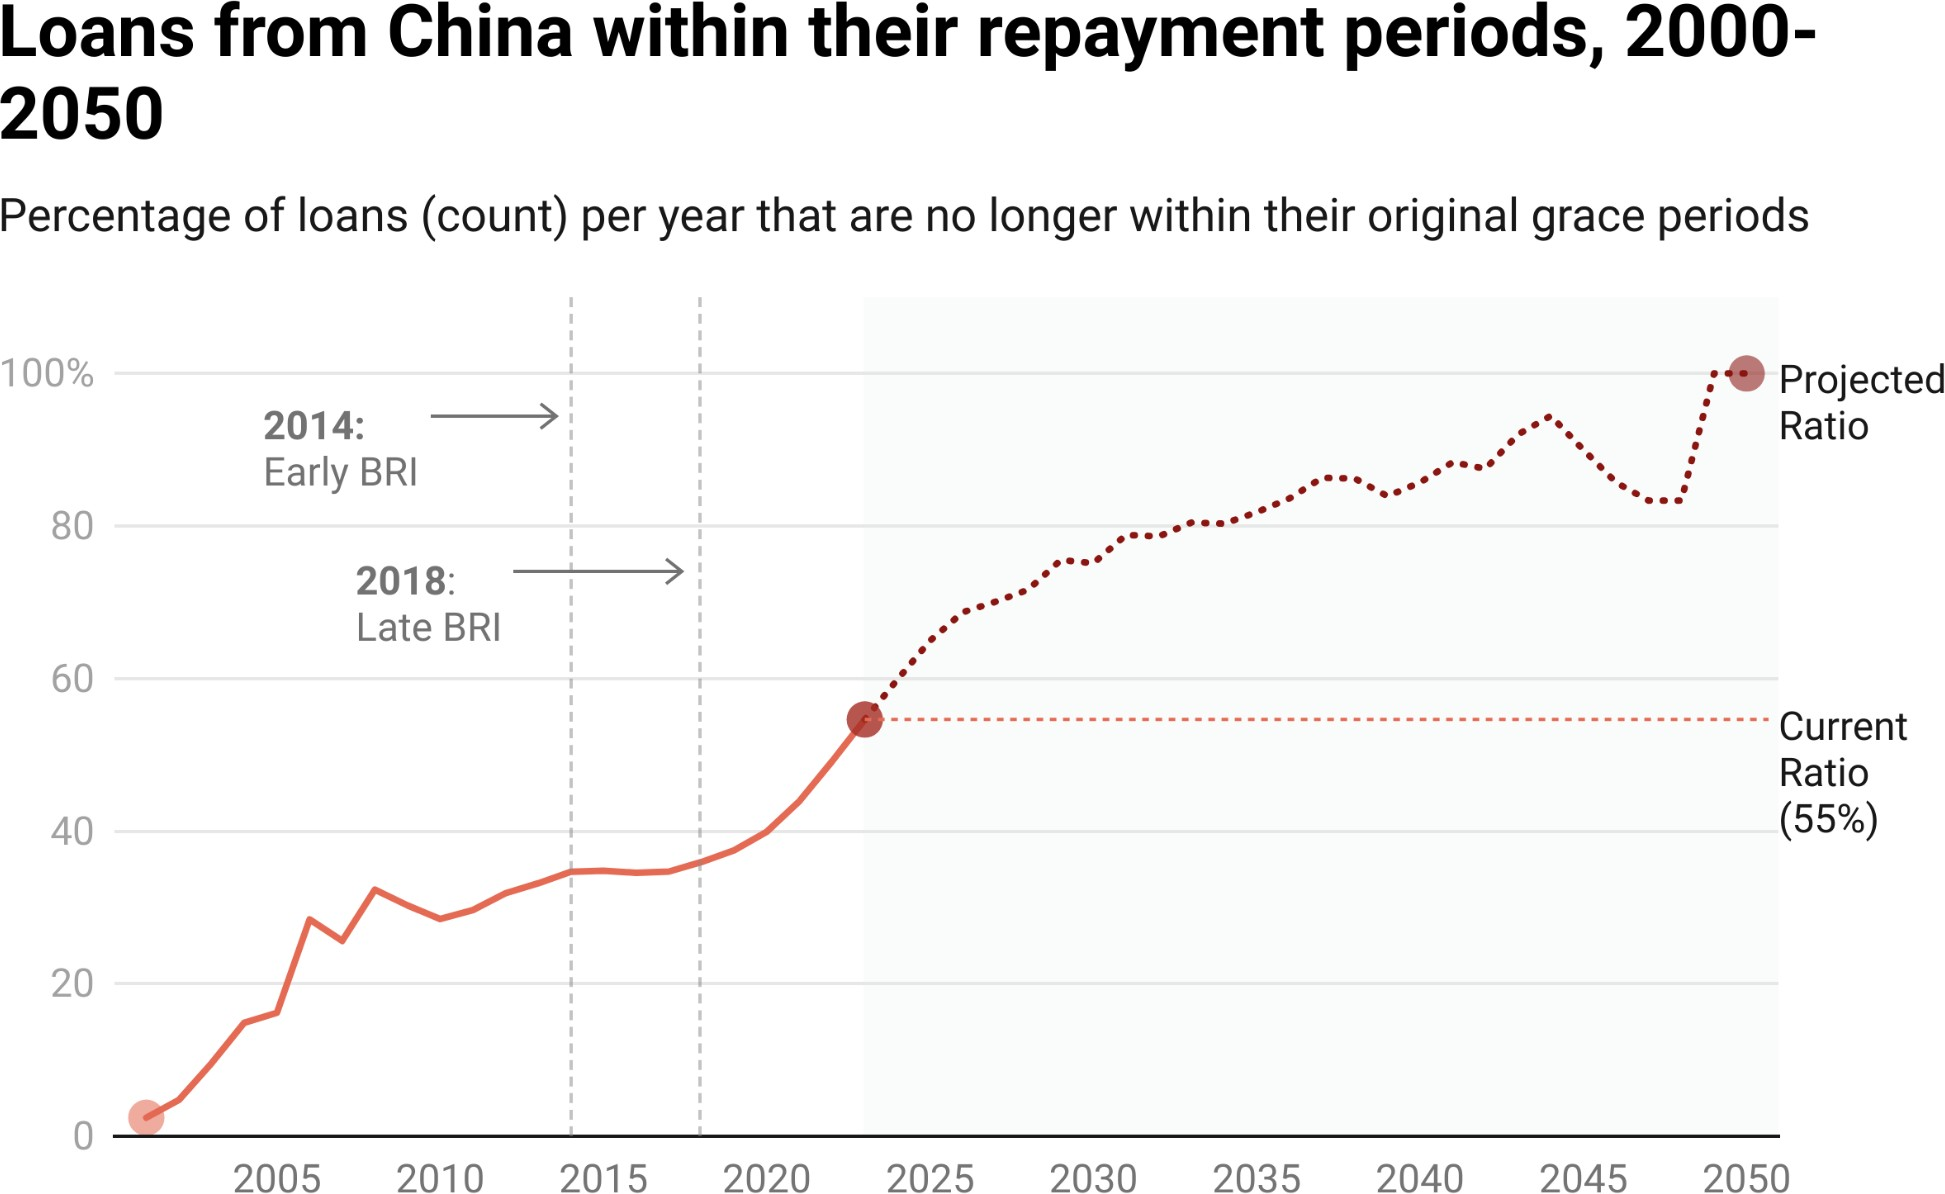 Loans from China within their repayment periods, 2000-
2050
Percentage of loans (count) per year that are no longer within their original grace periods
100%
80
60
40
20
0
2014:
Early BRI
2018:
Late BRI
Projected
Ratio
Current
Ratio
(55%)
2005 2010 2015 2020 2025 2030 2035 2040 2045 2050